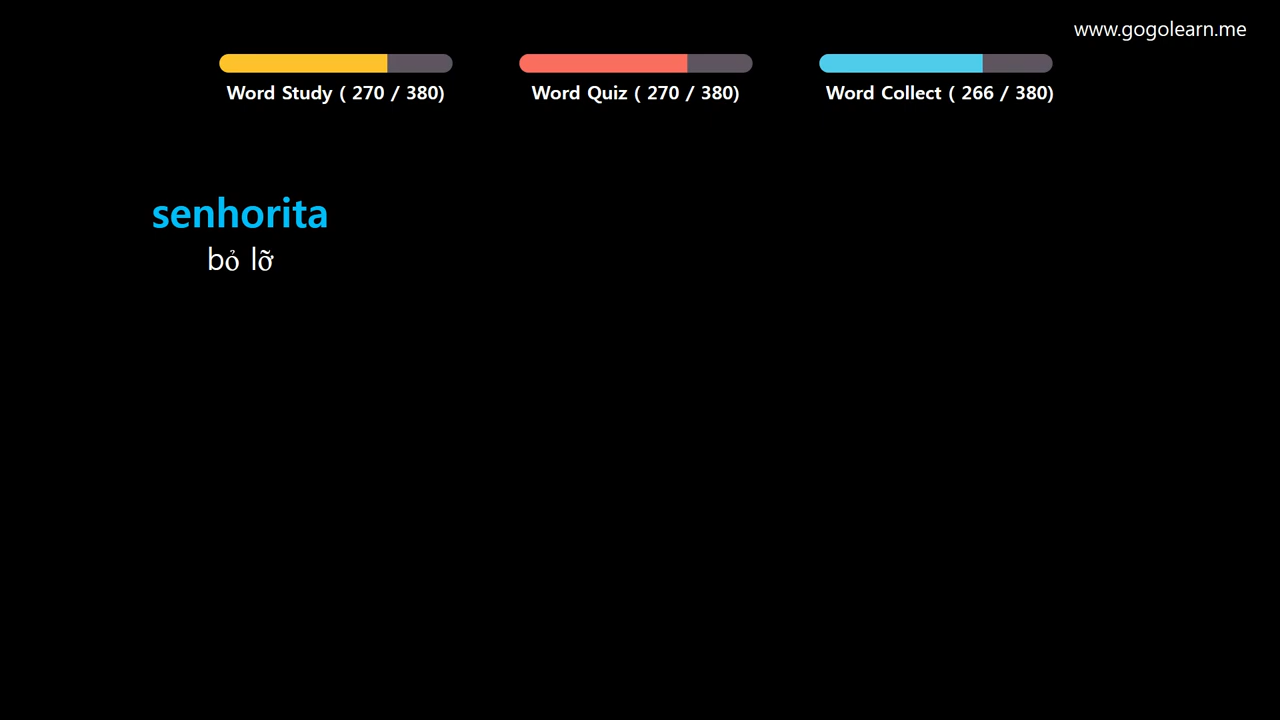 www.gogolearn.me
Word Study ( 270 / 380)
Word Quiz ( 270 / 380)
Word Collect ( 266 / 380)
senhorita
bỏ lỡ